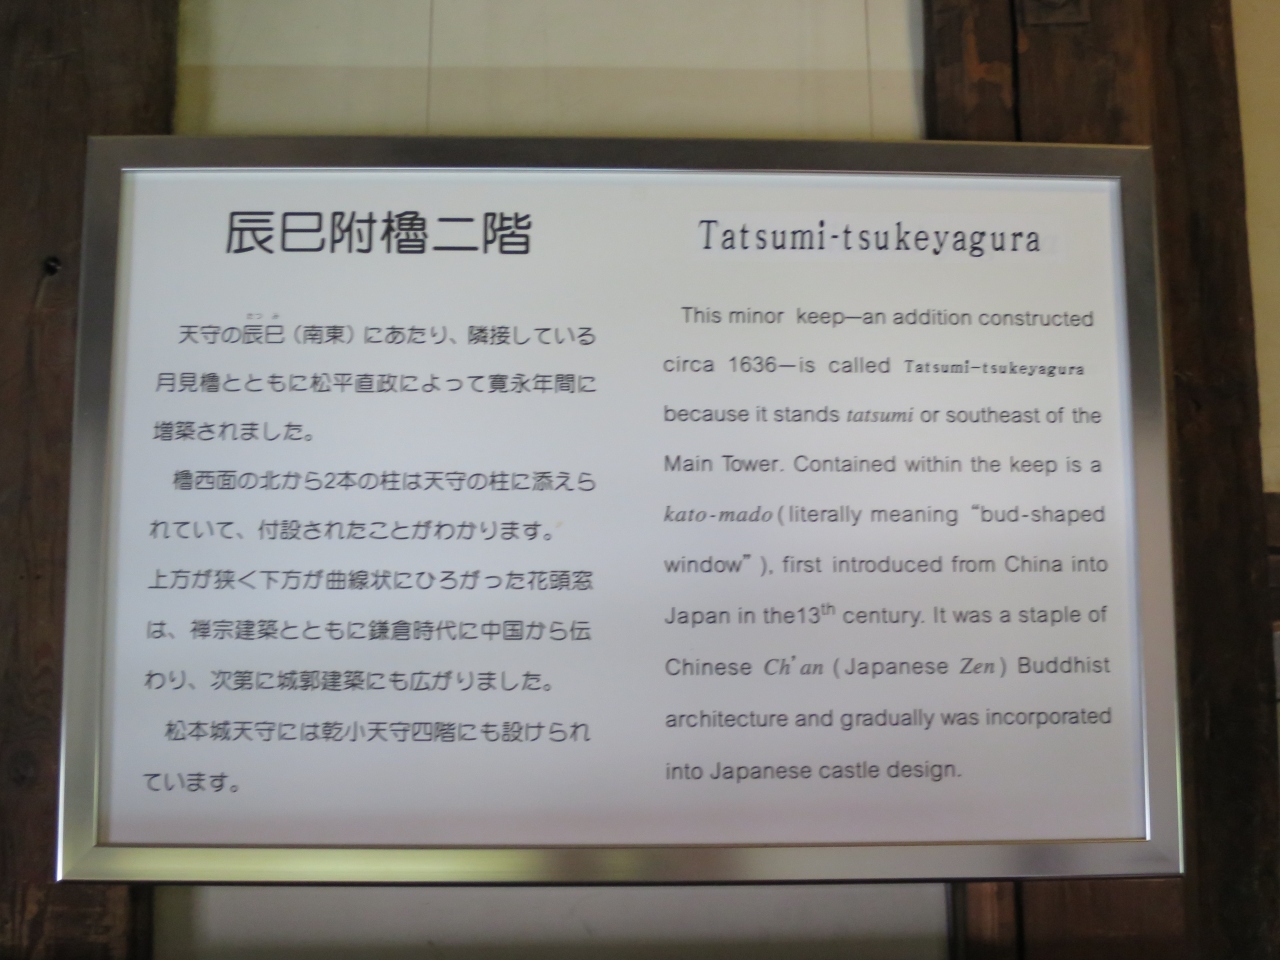 辰巳附櫓二階
たつ み
天守の辰巳（南東）にあたり、隣接している
月見櫓とともに松平直政によって寛永年間に
増築されました。
櫓西面の北から2本の柱は天守の柱に添えら
れていて、付設されたことがわかります。
上方が狭く下方が曲線状にひろがった花頭窓
は、禅宗建築とともに鎌倉時代に中国から伝
わり、次第に城郭建築にも広がりました。
松本城天守には乾小天守四階にも設けられ
ています。
Tatsumi-tsukeyagura
This minor keep—an addition constructed
circa 1636—is called Tatsumi-tsukeyagura
because it stands tatsumi or southeast of the
Main Tower. Contained within the keep is a
kato-mado (literally meaning “bud-shaped
window” ), first introduced from China into
Japan in the13th century. It was a staple of
Chinese Ch’an (Japanese Zen) Buddhist
architecture and gradually was incorporated
into Japanese castle design.